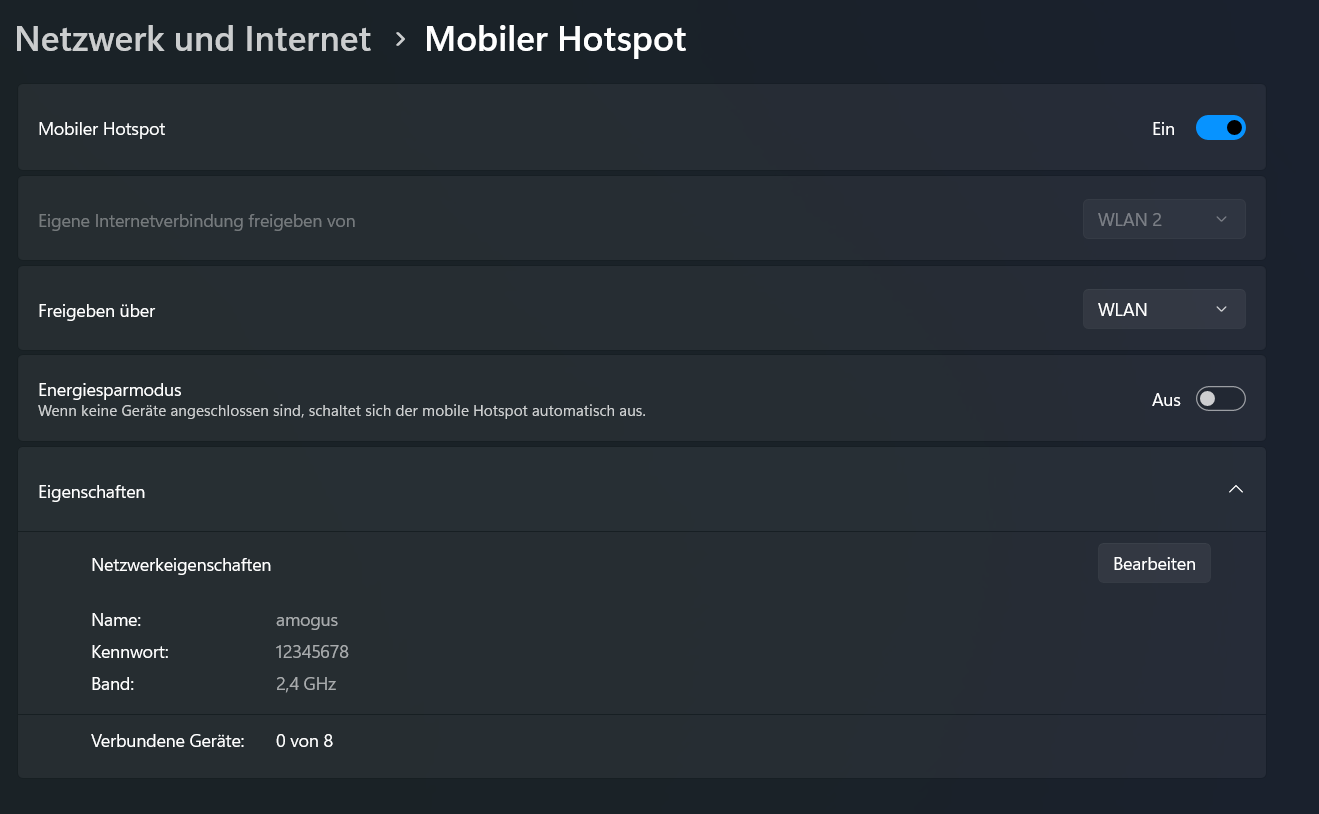 Netzwerk und Internet > Mobiler Hotspot
Mobiler Hotspot Ein
Eigene Internetverbindung freigeben von WLAN 2
Freigeben über WLAN
Energiesparmodus
Wenn keine Geräte angeschlossen sind, schaltet sich der mobile Hotspot automatisch aus. Aus
Eigenschaften
Netzwerkeigenschaften Bearbeiten
Name: amogus
Kennwort: 12345678
Band: 2,4 GHz
Verbundene Geräte: 0 von 8